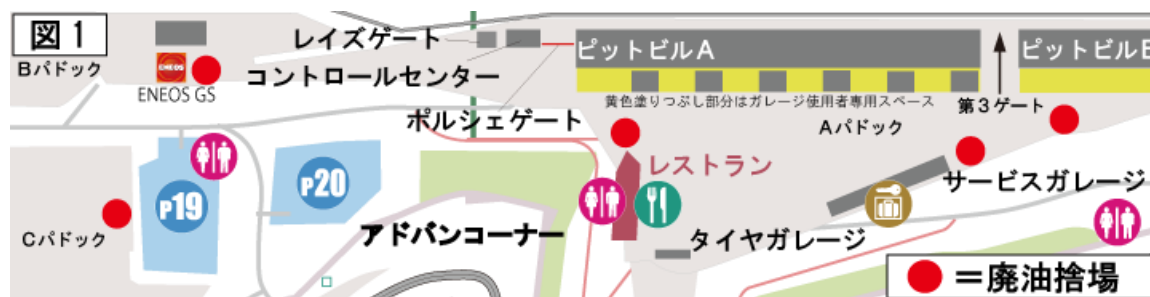 図1
Bパドック
ENEOS
ENEOS GS
レイズゲート
コントロールセンター
ポルシェゲート
ピットビルA
ピットビルB
黄色塗りつぶし部分はガレージ使用者専用スペース
Aパドック
第3ゲート
レストラン
サービスガレージ
P19
P20
Cパドック
アドバンコーナー
タイヤガレージ
=廃油捨場